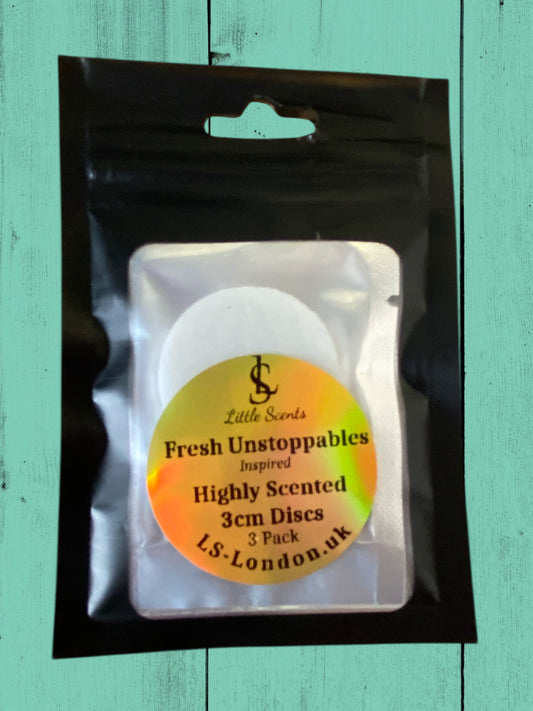 LS
Little Scents
Fresh Unstoppables
Inspired
Highly Scented
3cm Discs
3 Pack
LS-London.uk